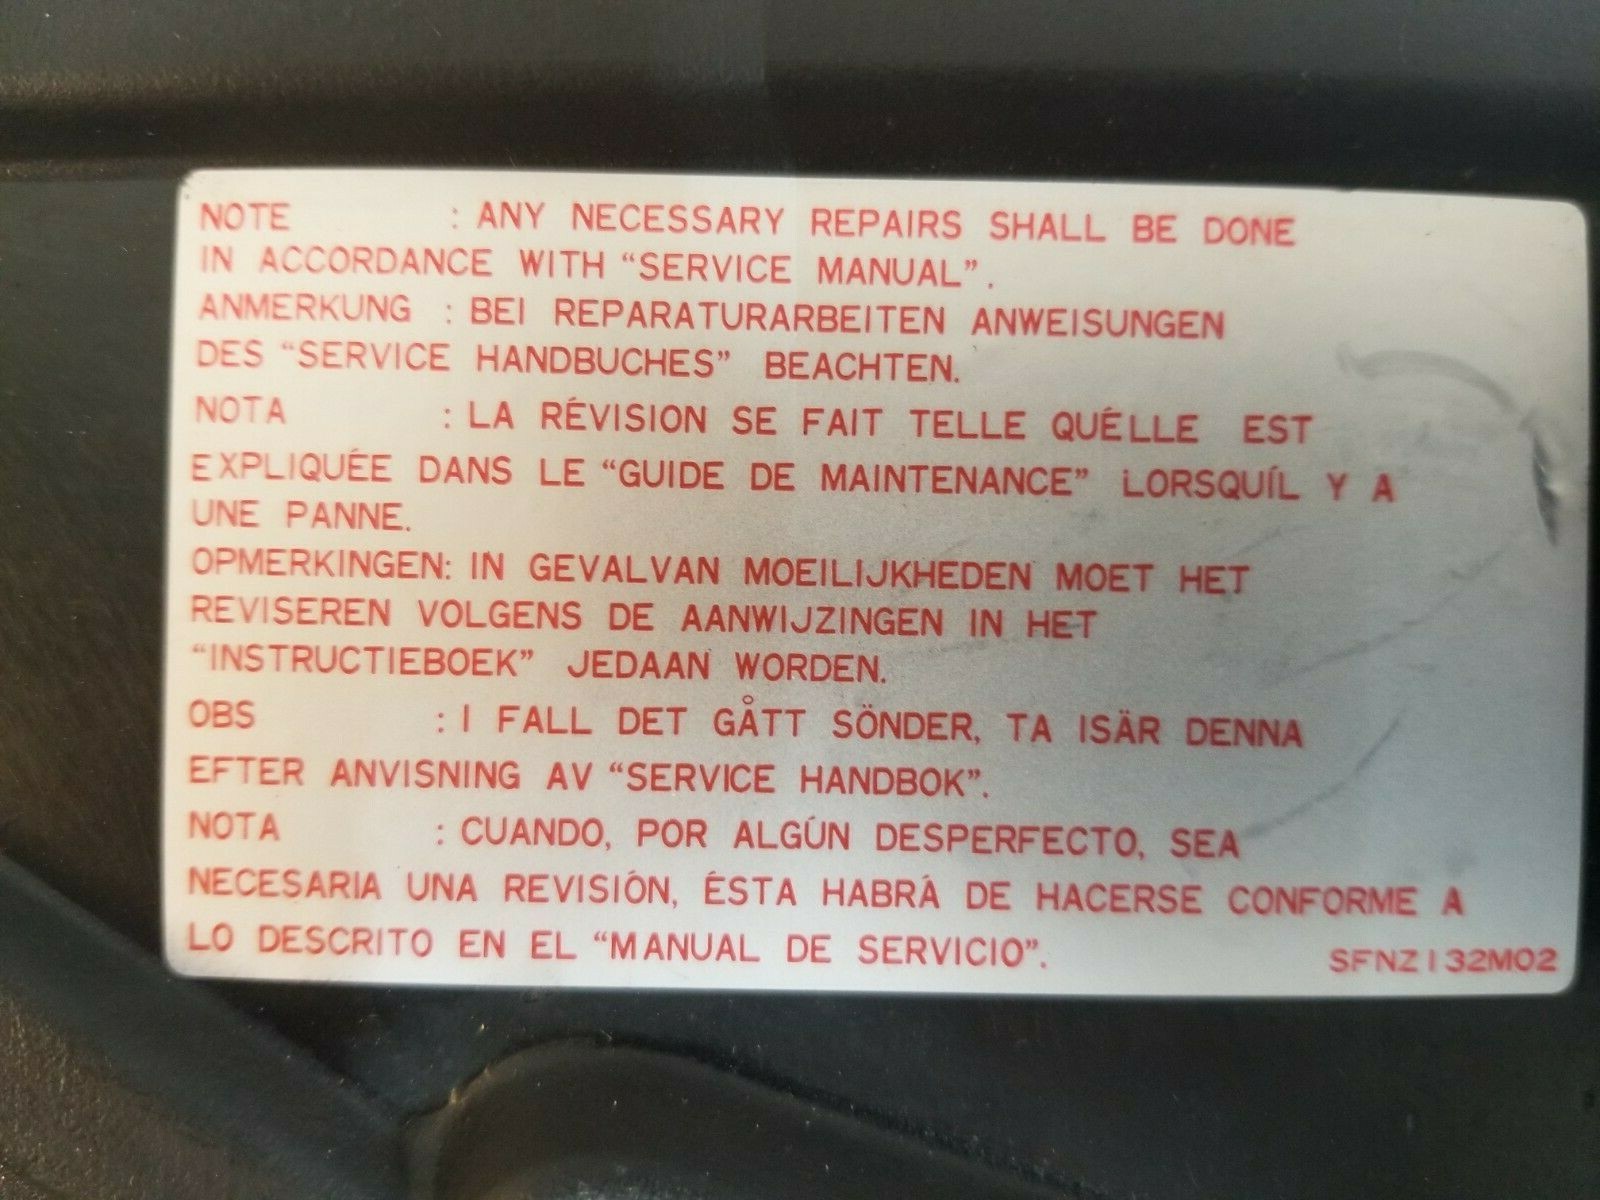 NOTE : ANY NECESSARY REPAIRS SHALL BE DONE
IN ACCORDANCE WITH “SERVICE MANUAL”.
ANMERKUNG : BEI REPARATURARBEITEN ANWEISUNGEN
DES “SERVICE HANDBUCHES” BEACHTEN.
NOTA : LA RÉVISION SE FAIT TELLE QUÉLLE EST
EXPLIQUÉE DANS LE “GUIDE DE MAINTENANCE” LORSQUÍL Y A
UNE PANNE.
OPMERKINGEN: IN GEVALVAN MOEILIJKHEDEN MOET HET
REVISEREN VOLGENS DE AANWIJZINGEN IN HET
“INSTRUCTIEBOEK” JEDAAN WORDEN.
OBS : I FALL DET GÅTT SÖNDER, TA ISÄR DENNA
EFTER ANVISNING AV “SERVICE HANDBOK”.
NOTA : CUANDO, POR ALGÚN DESPERFECTO, SEA
NECESARIA UNA REVISIÓN, ÉSTA HABRÁ DE HACERSE CONFORME A
LO DESCRITO EN EL “MANUAL DE SERVICIO”.
SFNZ132M02